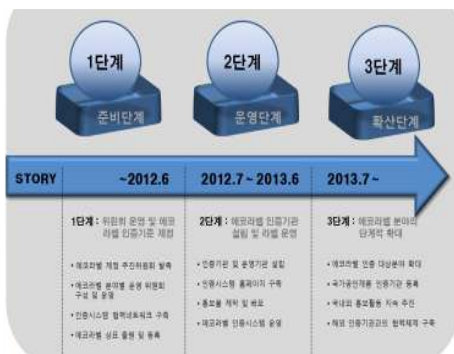 1단계
2단계
3단계
준비단계
운영단계
확산단계
STORY
~2012.6
2012.7~2013.6
2013.7~
1단계 : 위원회 운영 및 에코
라벨 인증기준 제정
• 에코라벨 제정 추진위원회 발족
• 에코라벨 분야별 운영 위원회
구성 및 운영
• 인증시스템 협력네트워크 구축
• 에코라벨 상표 출원 및 등록
2단계 : 에코라벨 인증기관
설립 및 라벨 운영
• 인증기관 및 운영기관 설립
• 인증시스템 홈페이지 구축
• 홍보물 제작 및 배포
• 에코라벨 인증시스템 운영
3단계 : 에코라벨 분야의
단계적 확대
• 에코라벨 인증 대상분야 확대
• 국가공인제품 인증기관 등록
• 국내외 홍보활동 지속 추진
• 해외 인증기관과의 협력체계 구축